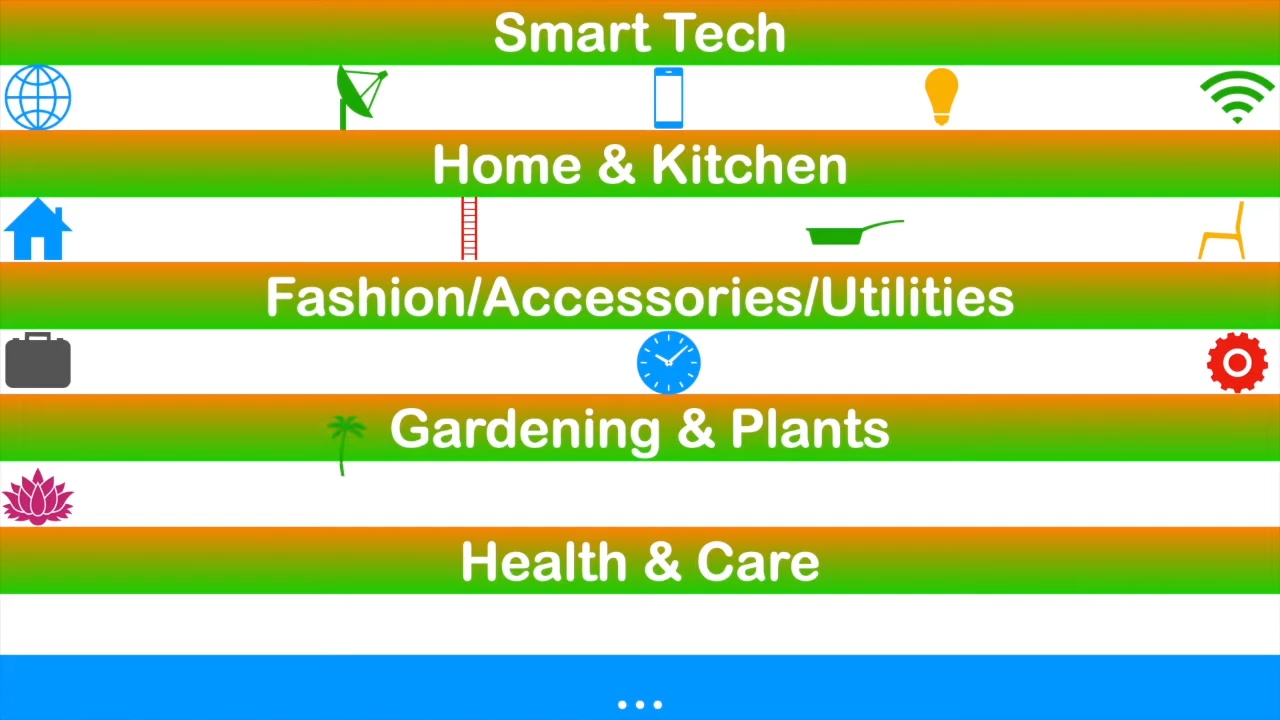 Smart Tech
Home & Kitchen
Fashion/Accessories/Utilities
Gardening & Plants
Health & Care
...